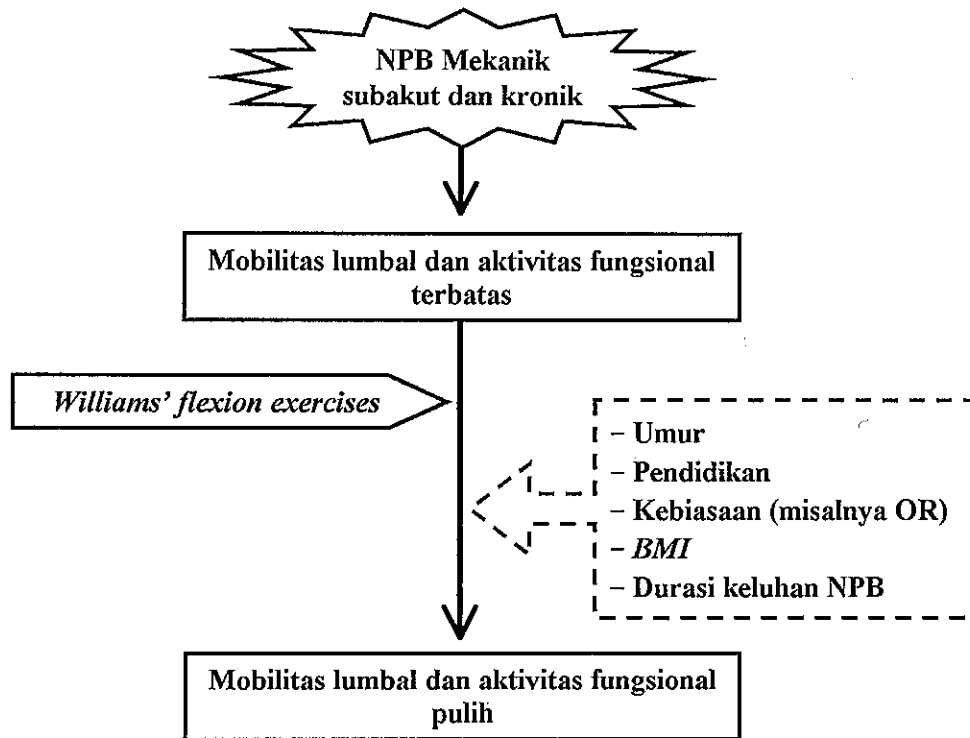 NPB Mekanik
subakut dan kronik
Mobilitas lumbal dan aktivitas fungsional
terbatas
Williams' flexion exercises
– Umur
– Pendidikan
– Kebiasaan (misalnya OR)
– BMI
– Durasi keluhan NPB
Mobilitas lumbal dan aktivitas fungsional
pulih